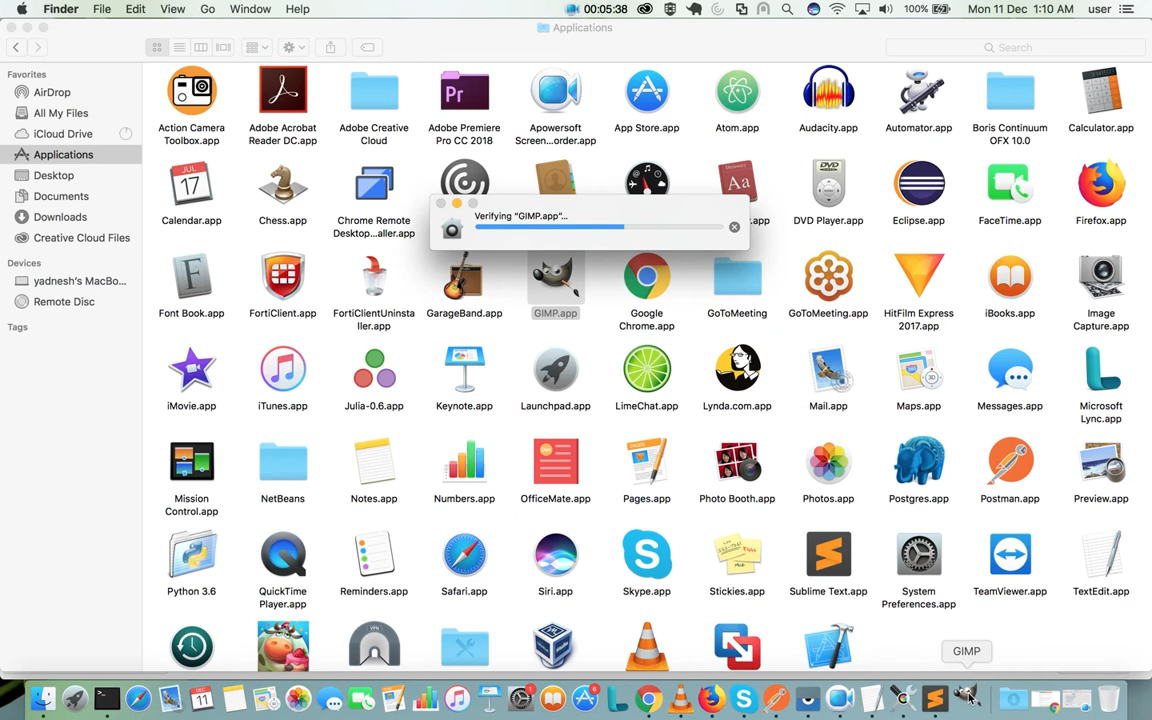 Finder File Edit View Go Window Help 00:05:38 100% Mon 11 Dec 1:10 AM user
Applications
Search
Favorites
AirDrop
All My Files
iCloud Drive
Applications
Desktop
Documents
Downloads
Creative Cloud Files
Devices
yadnesh's MacBo...
Remote Disc
Tags
Action Camera Toolbox.app
Adobe Acrobat Reader DC.app
Adobe Creative Cloud
Adobe Premiere Pro CC 2018
Apowersoft Screen...order.app
App Store.app
Atom.app
Audacity.app
Automator.app
Boris Continuum OFX 10.0
Calculator.app
Calendar.app
Chess.app
Chrome Remote Desktop...aller.app
DVD Player.app
Eclipse.app
FaceTime.app
Firefox.app
Verifying “GIMP.app”...
Font Book.app
FortiClient.app
FortiClientUninstaller.app
GarageBand.app
GIMP.app
Google Chrome.app
GoToMeeting
GoToMeeting.app
HitFilm Express 2017.app
iBooks.app
Image Capture.app
iMovie.app
iTunes.app
Julia-0.6.app
Keynote.app
Launchpad.app
LimeChat.app
Lynda.com.app
Mail.app
Maps.app
Messages.app
Microsoft Lync.app
Mission Control.app
NetBeans
Notes.app
Numbers.app
OfficeMate.app
Pages.app
Photo Booth.app
Photos.app
Postgres.app
Postman.app
Preview.app
Python 3.6
QuickTime Player.app
Reminders.app
Safari.app
Siri.app
Skype.app
Stickies.app
Sublime Text.app
System Preferences.app
TeamViewer.app
TextEdit.app
GIMP